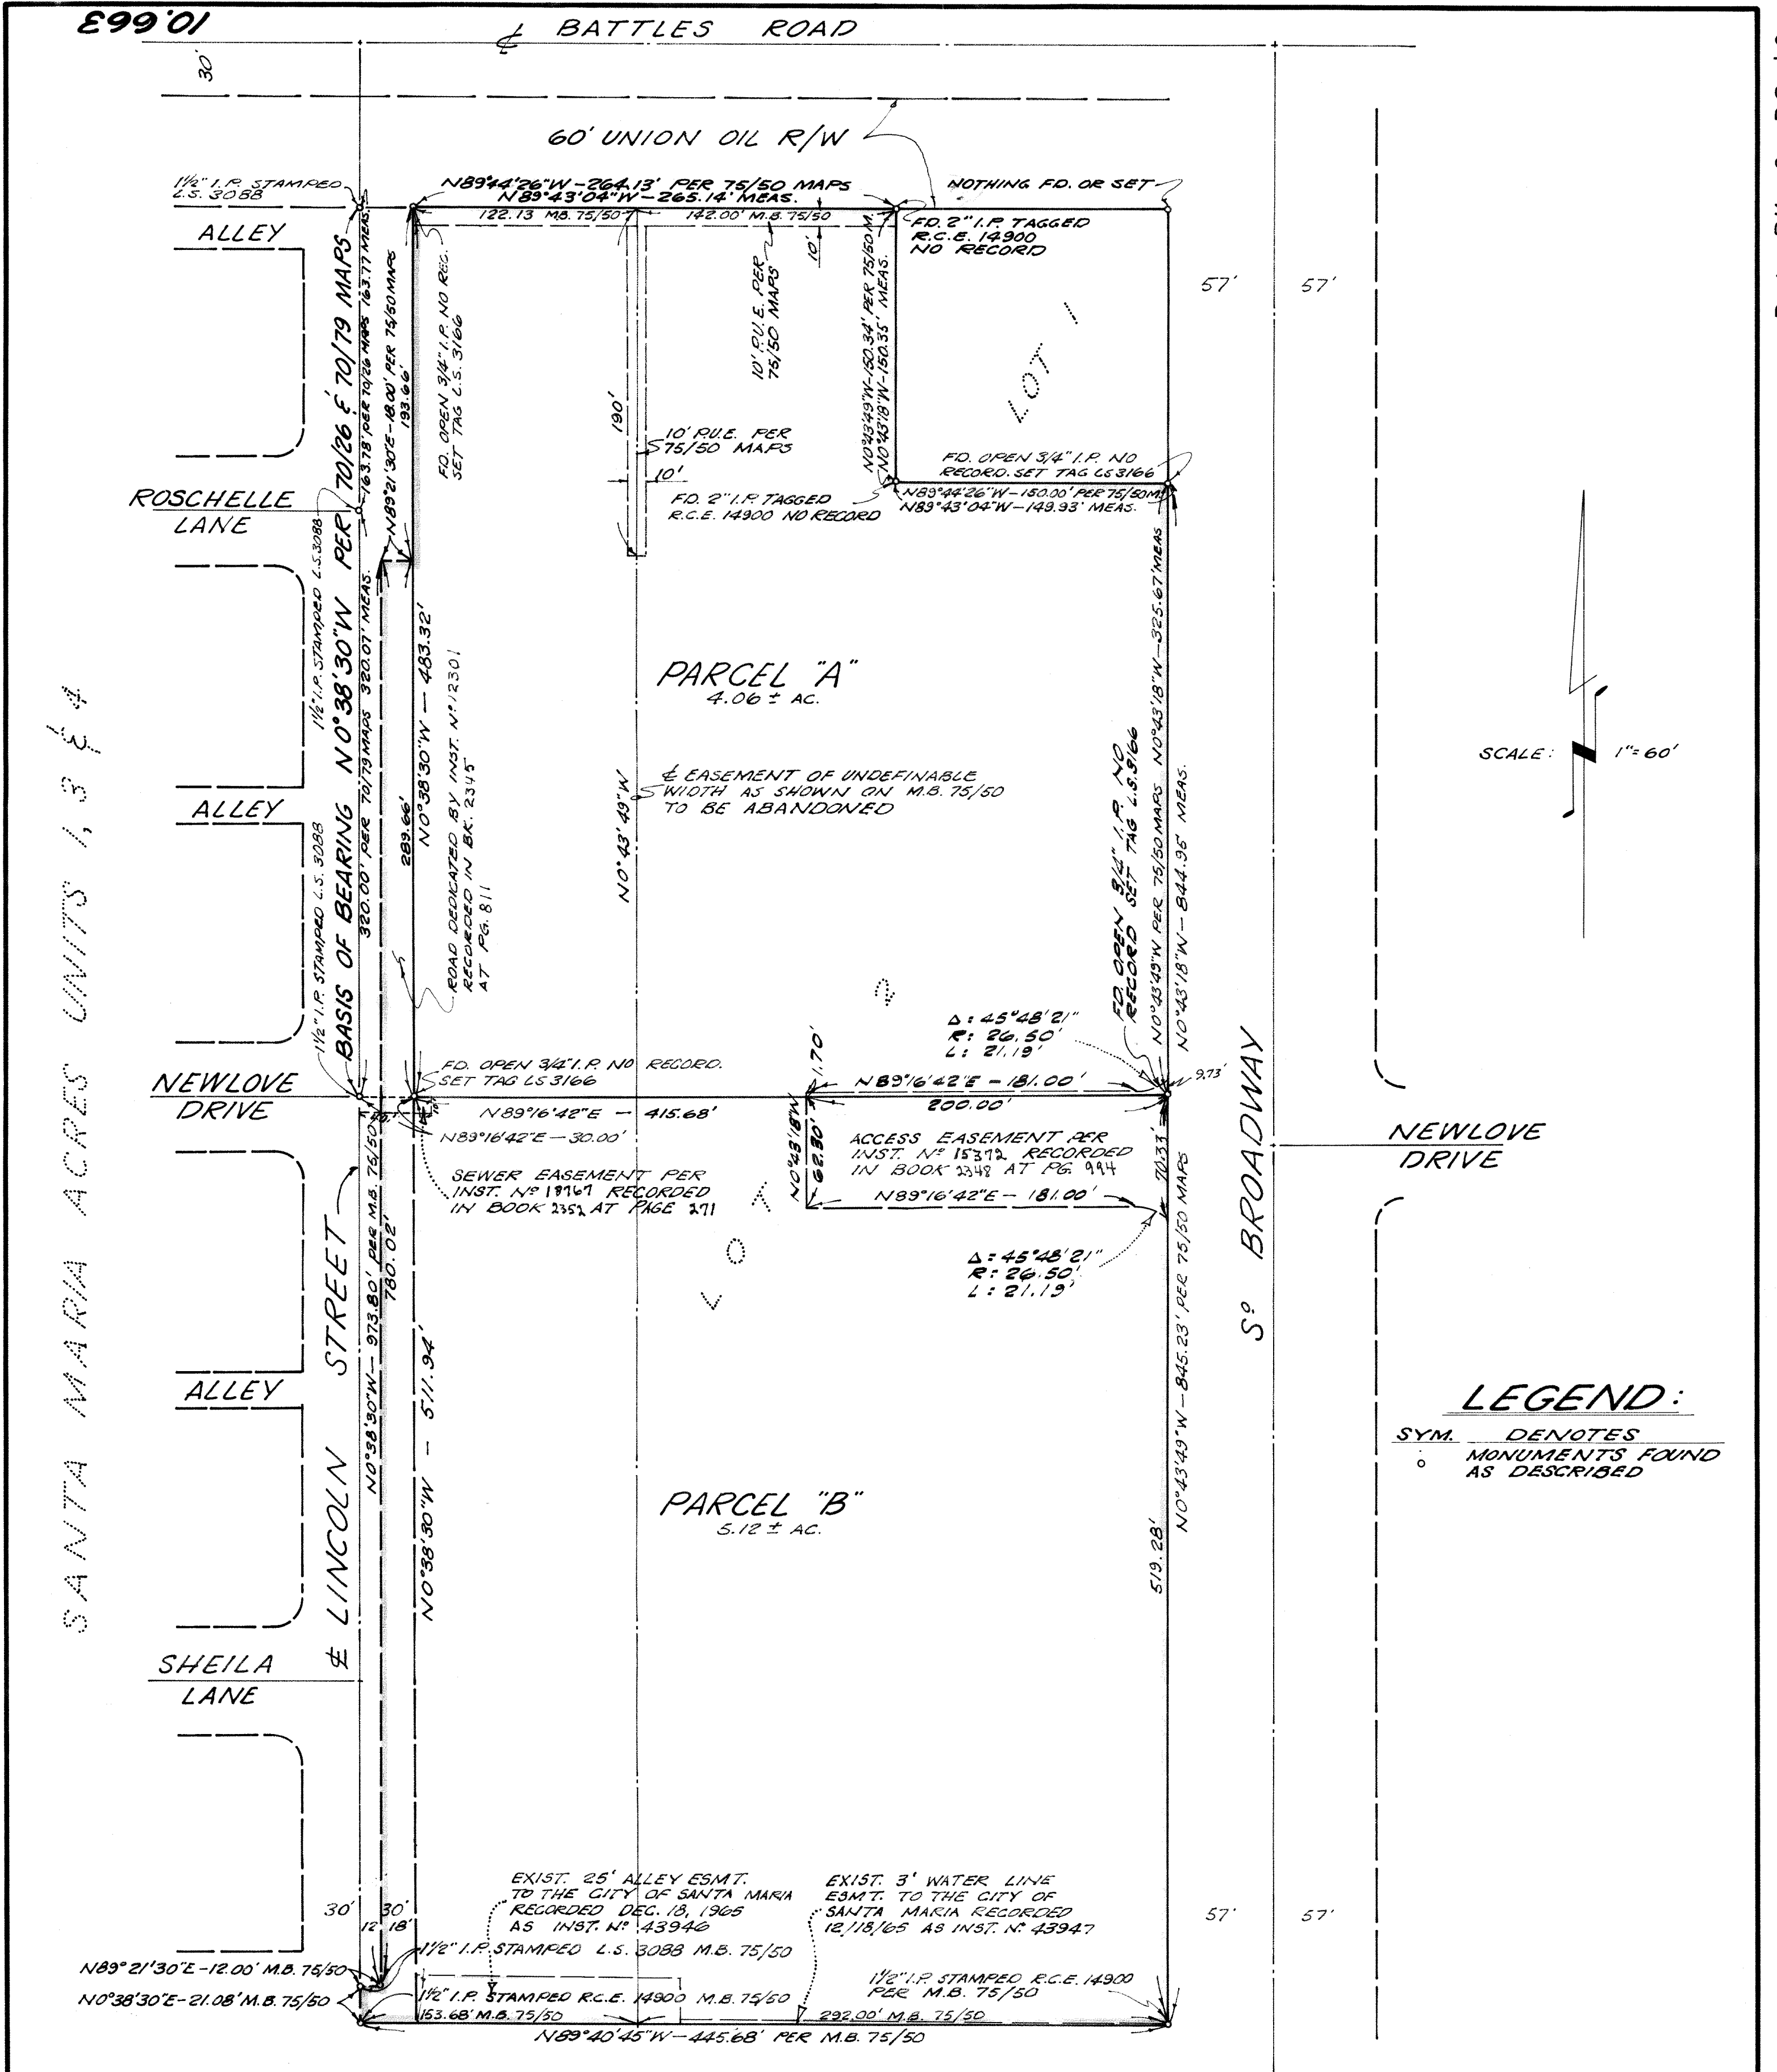 10,663
℄ BATTLES ROAD
30'
60' UNION OIL R/W
1½" I.P. STAMPED
L.S. 3088
N89°44'26"W - 264.13' PER 75/50 MAPS
N89°43'04"W - 265.14' MEAS.
NOTHING FD. OR SET
122.13 M.B. 75/50
142.00' M.B. 75/50
ALLEY
FD. 2" I.P. TAGGED
R.C.E. 14900
NO RECORD
10'
10' P.U.E. PER
75/50 MAPS
N0°43'49"W-150.34' PER 75/50 M.
N0°43'18"W-150.35' MEAS.
57'
57'
LOT 1
163.78' PER 70/26 MAPS 163.77 MEAS.
N89°21'30"E-18.00' PER 75/50 MAPS
193.66'
FD. OPEN 3/4" I.P. NO REC.
SET TAG L.S. 3166
190'
10' P.U.E. PER
75/50 MAPS
10'
FD. OPEN 3/4" I.P. NO
RECORD. SET TAG LS 3166
N89°44'26"W-150.00' PER 75/50 M.
N89°43'04"W-149.93' MEAS.
FD. 2" I.P. TAGGED
R.C.E. 14900 NO RECORD
ROSCHELLE
LANE
1½" I.P. STAMPED L.S.3088
BASIS OF BEARING N0°38'30"W PER 70/26 & 70/79 MAPS
320.00' PER 70/79 MAPS 320.07' MEAS.
289.66'
N0°38'30"W — 483.32'
ROAD DEDICATED BY INST. Nº 12301
RECORDED IN BK. 2345
AT PG. 811
PARCEL "A"
4.06 ± AC.
N0°43'49"W
℄ EASEMENT OF UNDEFINABLE
WIDTH AS SHOWN ON M.B. 75/50
TO BE ABANDONED
FD. OPEN 3/4" I.P. NO
RECORD SET TAG L.S.3166
N0°43'49"W PER 75/50 MAPS N0°43'18"W-325.67' MEAS
N0°43'18"W-844.95' MEAS.
SCALE: 1"=60'
SANTA MARIA ACRES UNITS 1, 3 & 4
ALLEY
1½" I.P. STAMPED L.S. 3088
2
Δ: 45°48'21"
R: 26.50'
L: 21.19'
FD. OPEN 3/4" I.P. NO RECORD.
SET TAG LS 3166
NEWLOVE
DRIVE
1.70'
N89°16'42"E - 181.00'
9.73'
200.00'
N89°16'42"E - 415.68'
N89°16'42"E — 30.00'
SEWER EASEMENT PER
INST. Nº 18767 RECORDED
IN BOOK 2352 AT PAGE 271
N0°43'18"W
62.80'
ACCESS EASEMENT PER
INST. Nº 15372 RECORDED
IN BOOK 2348 AT PG. 994
N89°16'42"E - 181.00'
70.33'
NEWLOVE
DRIVE
Δ: 45°48'21"
R: 26.50'
L: 21.19'
LOT
Sº BROADWAY
℄ LINCOLN STREET
N0°38'30"W — 973.80' PER M.B. 75/50
780.02'
N0°38'30"W - 511.94'
N0°43'49"W-845.23' PER 75/50 MAPS
519.28'
ALLEY
LEGEND:
SYM. DENOTES
MONUMENTS FOUND
AS DESCRIBED
PARCEL "B"
5.12 ± AC.
SHEILA
LANE
EXIST. 25' ALLEY ESMT.
TO THE CITY OF SANTA MARIA
RECORDED DEC. 18, 1965
AS INST. Nº 43946
EXIST. 3' WATER LINE
ESMT. TO THE CITY OF
SANTA MARIA RECORDED
12/18/65 AS INST. Nº 43947
30'
30'
12'
18'
57'
57'
1½" I.P. STAMPED L.S. 3088 M.B. 75/50
N89°21'30"E-12.00' M.B. 75/50
N0°38'30"E-21.08' M.B. 75/50
1½" I.P. STAMPED R.C.E. 14900 M.B. 75/50
1½" I.P. STAMPED R.C.E. 14900
PER M.B. 75/50
153.68' M.B. 75/50
292.00' M.B. 75/50
N89°40'45"W-445.68' PER M.B. 75/50